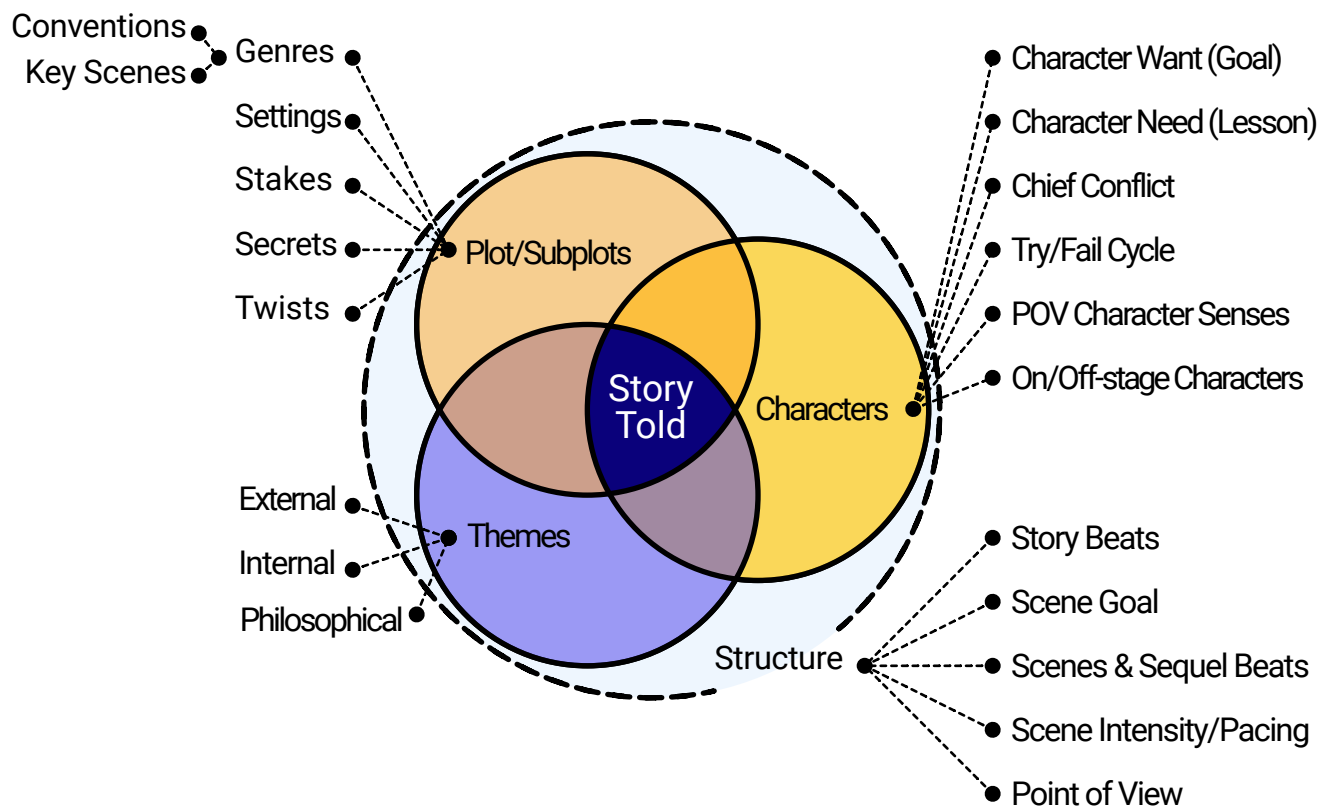 Conventions
Key Scenes
Genres
Settings
Stakes
Secrets
Twists
Plot/Subplots
Character Want (Goal)
Character Need (Lesson)
Chief Conflict
Try/Fail Cycle
POV Character Senses
On/Off-stage Characters
Story
Told
Characters
External
Internal
Philosophical
Themes
Structure
Story Beats
Scene Goal
Scenes & Sequel Beats
Scene Intensity/Pacing
Point of View